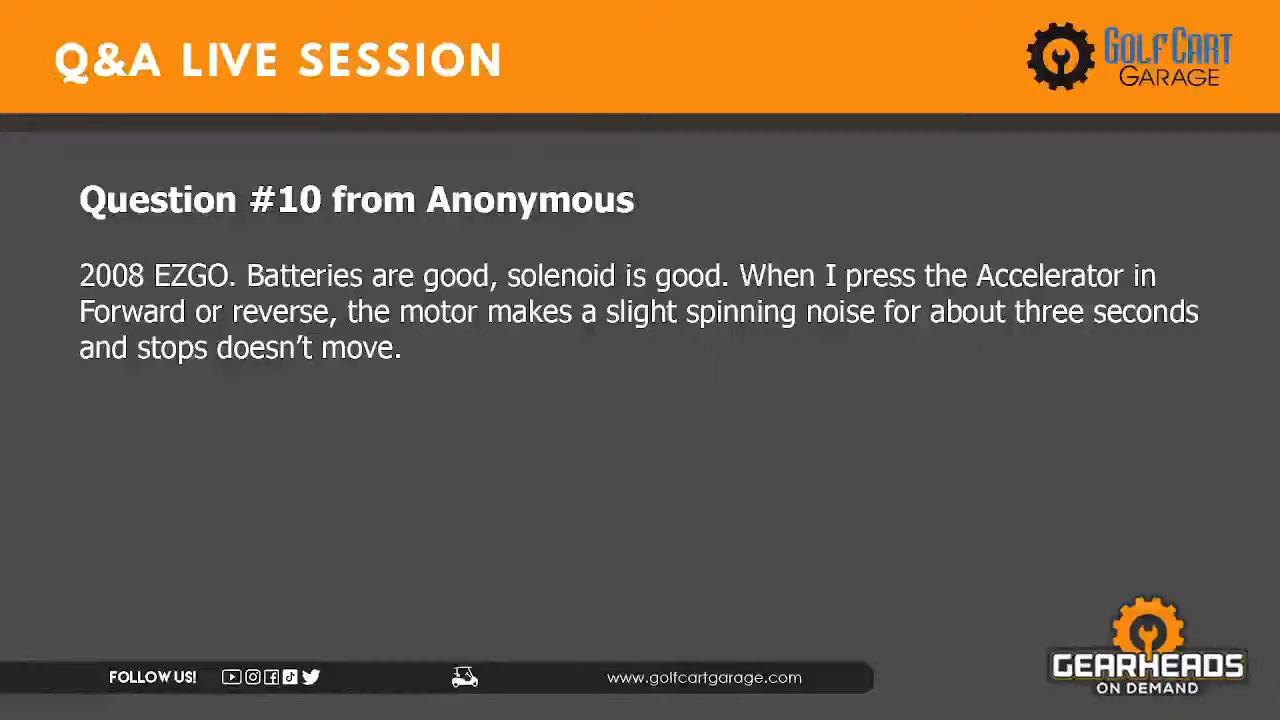 Q&A LIVE SESSION
GOLF CART
GARAGE
Question #10 from Anonymous
2008 EZGO. Batteries are good, solenoid is good. When I press the Accelerator in
Forward or reverse, the motor makes a slight spinning noise for about three seconds
and stops doesn’t move.
FOLLOW US!
www.golfcartgarage.com
GEARHEADS
ON DEMAND